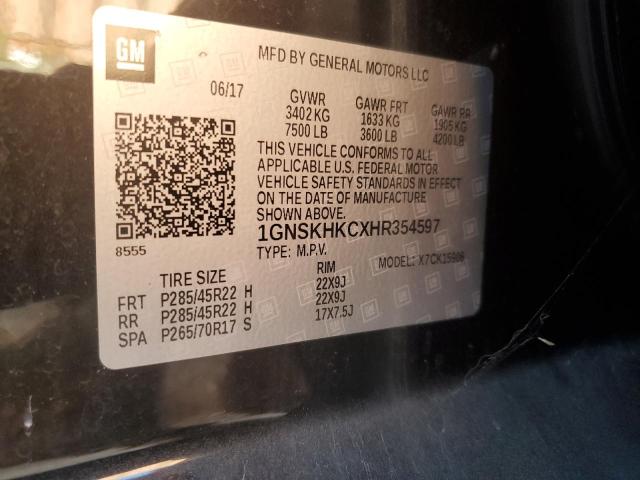 GM
MFD BY GENERAL MOTORS LLC
06/17
GVWR GAWR FRT GAWR RR
3402 KG 1633 KG 1905 KG
7500 LB 3600 LB 4200 LB
THIS VEHICLE CONFORMS TO ALL
APPLICABLE U.S. FEDERAL MOTOR
VEHICLE SAFETY STANDARDS IN EFFECT
ON THE DATE OF MANUFACTURE
SHOWN ABOVE.
8555
1GNSKHKCXHR354597
TYPE: M.P.V. MODEL: X7CK15906
TIRE SIZE RIM
FRT P285/45R22 H 22X9J
RR P285/45R22 H 22X9J
SPA P265/70R17 S 17X7.5J